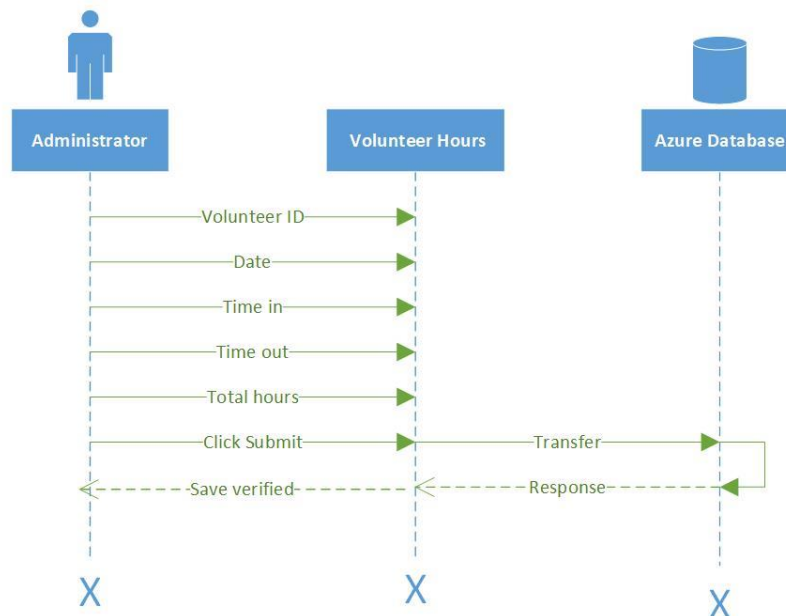 Administrator
Volunteer Hours
Azure Database
Volunteer ID
Date
Time in
Time out
Total hours
Click Submit
Transfer
Save verified
Response
X
X
X